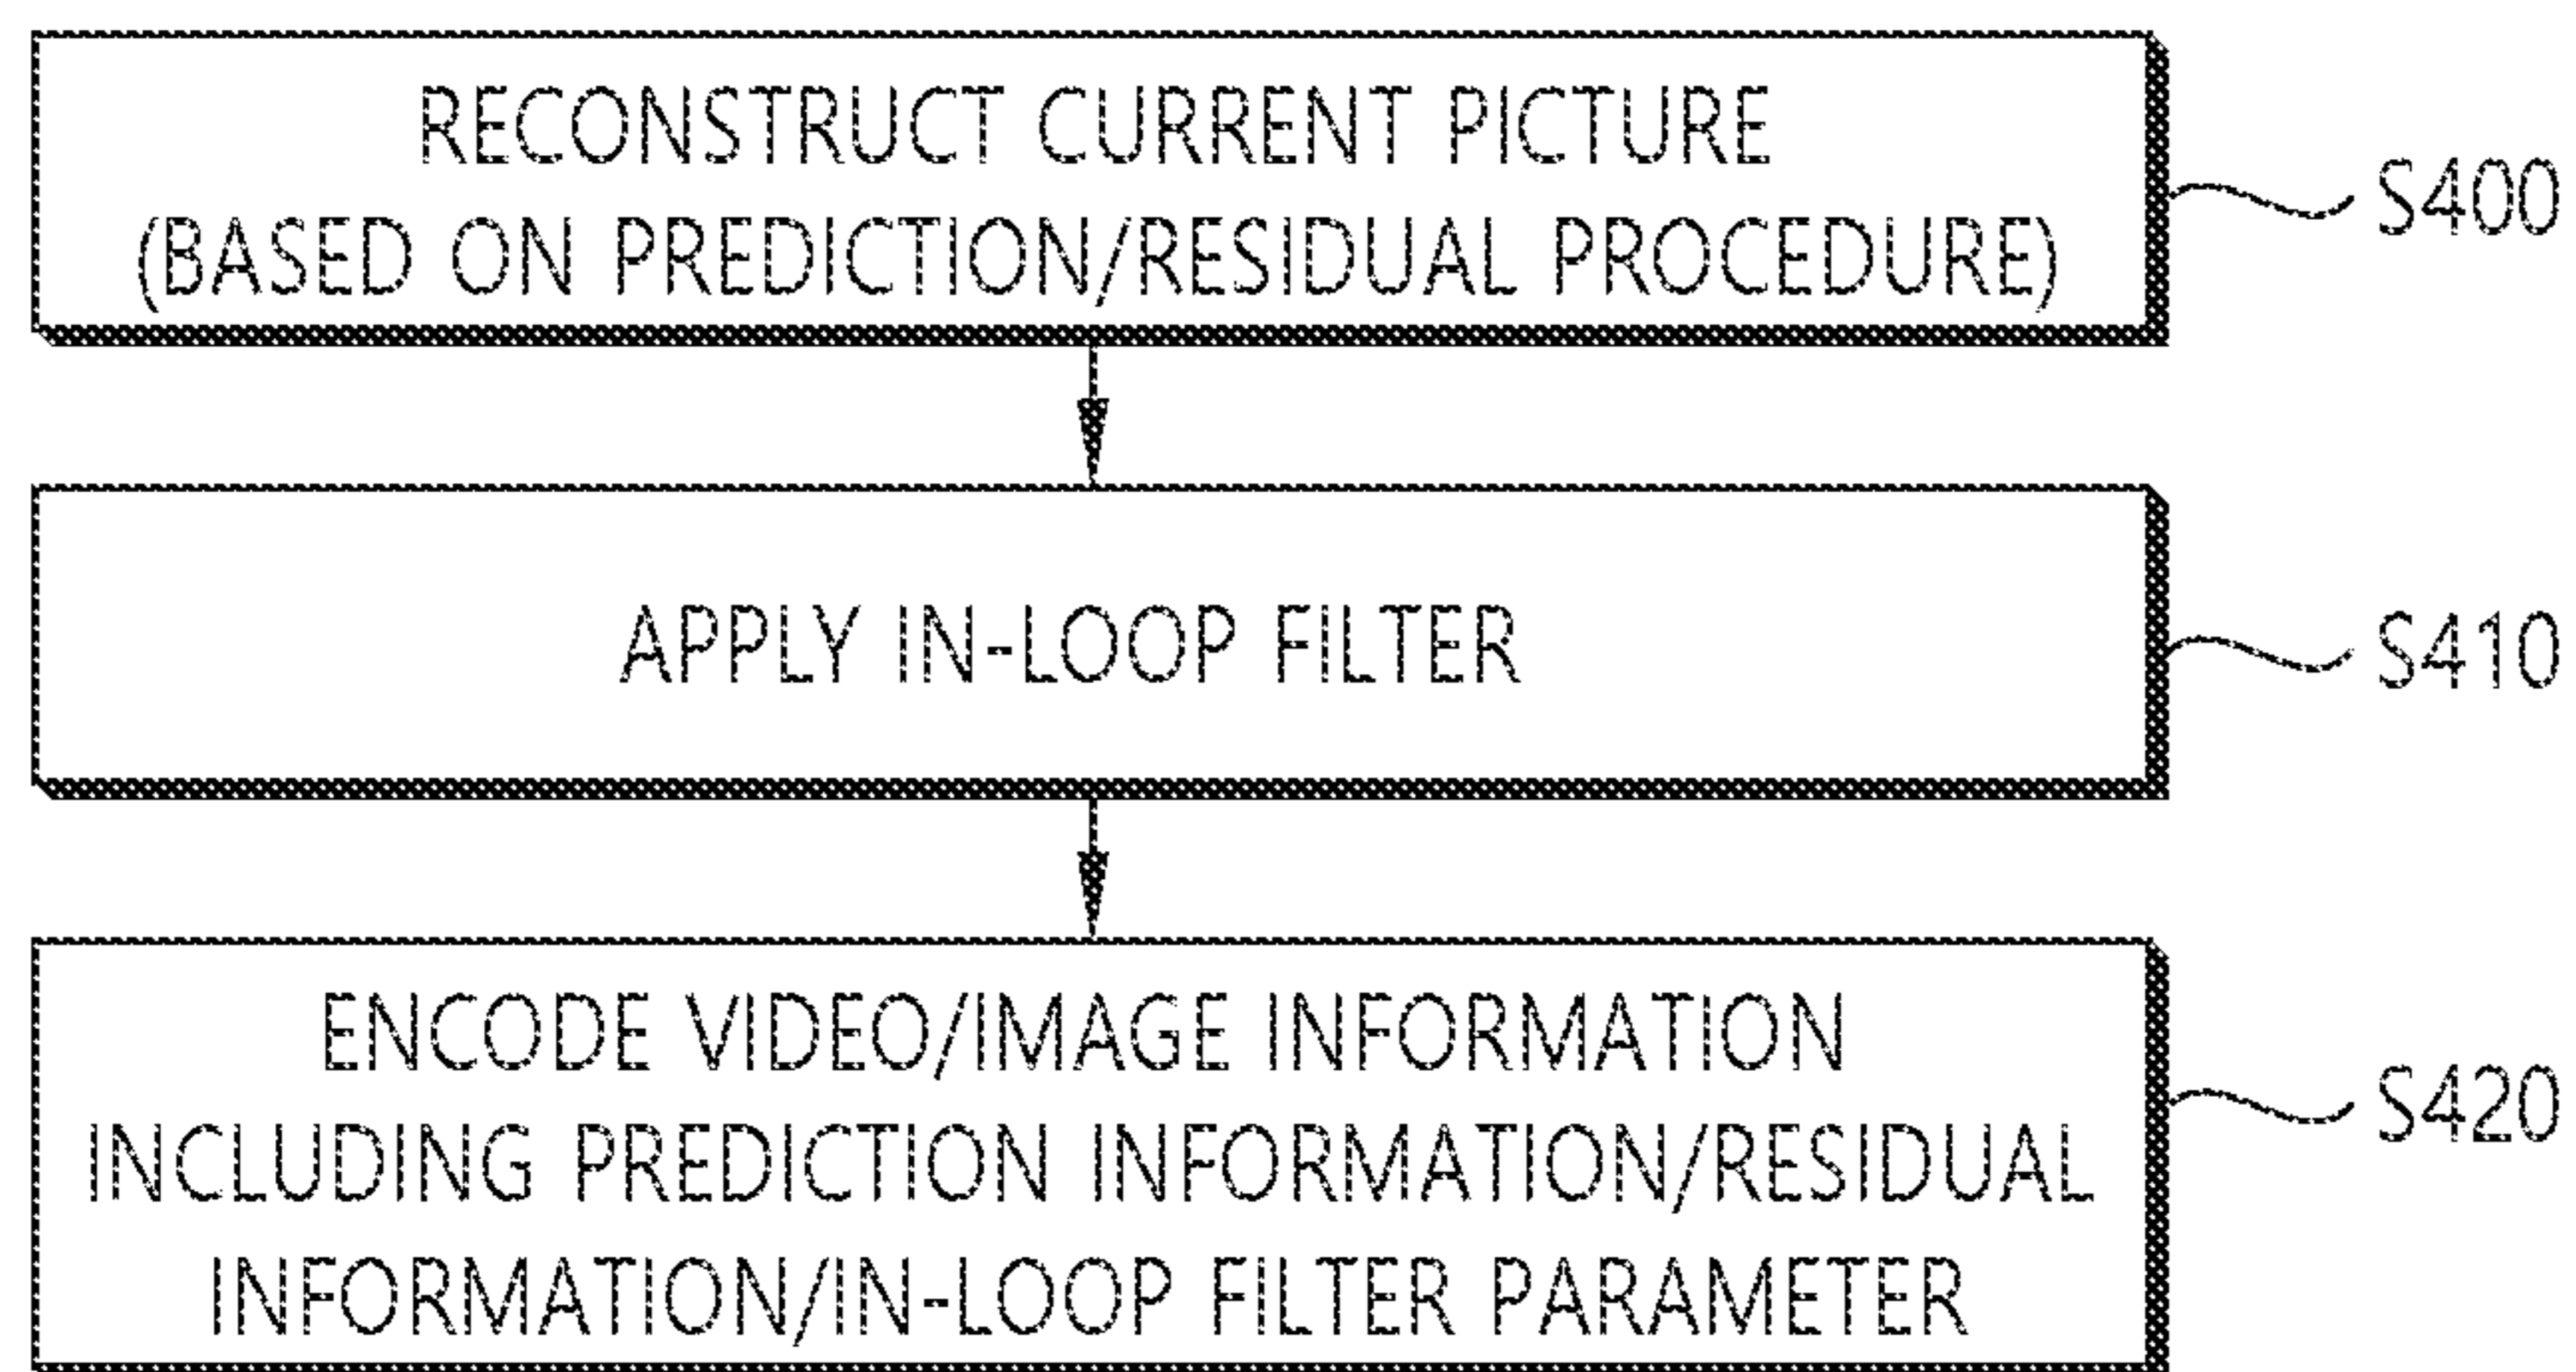 RECONSTRUCT CURRENT PICTURE
(BASED ON PREDICTION/RESIDUAL PROCEDURE)
S400
APPLY IN-LOOP FILTER
S410
ENCODE VIDEO/IMAGE INFORMATION
INCLUDING PREDICTION INFORMATION/RESIDUAL
INFORMATION/IN-LOOP FILTER PARAMETER
S420